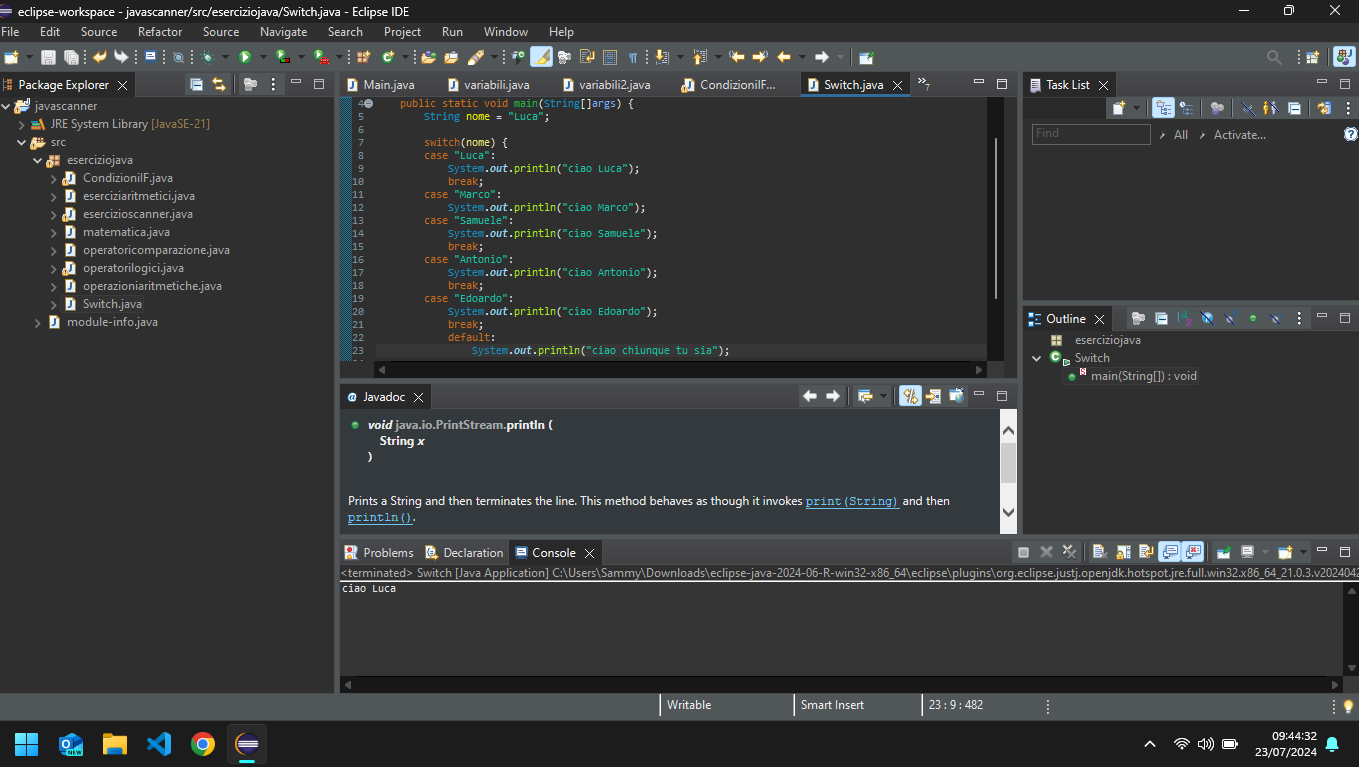 eclipse-workspace - javascanner/src/eserciziojava/Switch.java - Eclipse IDE
File Edit Source Refactor Source Navigate Search Project Run Window Help
Package Explorer
javascanner
JRE System Library [JavaSE-21]
src
eserciziojava
CondizionilF.java
eserciziaritmetici.java
esercizioscanner.java
matematica.java
operatoricomparazione.java
operatorilogici.java
operazioniaritmetiche.java
Switch.java
module-info.java
Main.java variabili.java variabili2.java CondizionilF... Switch.java »7
4 public static void main(String[]args) {
5 String nome = "Luca";
6
7 switch(nome) {
8 case "Luca":
9 System.out.println("ciao Luca");
10 break;
11 case "Marco":
12 System.out.println("ciao Marco");
13 case "Samuele":
14 System.out.println("ciao Samuele");
15 break;
16 case "Antonio":
17 System.out.println("ciao Antonio");
18 break;
19 case "Edoardo":
20 System.out.println("ciao Edoardo");
21 break;
22 default:
23 System.out.println("ciao chiunque tu sia");
Javadoc
void java.io.PrintStream.println (
String x
)
Prints a String and then terminates the line. This method behaves as though it invokes print(String) and then
println().
Problems Declaration Console
<terminated> Switch [Java Application] C:\Users\Sammy\Downloads\eclipse-java-2024-06-R-win32-x86_64\eclipse\plugins\org.eclipse.justj.openjdk.hotspot.jre.full.win32.x86_64_21.0.3.v2024042
ciao Luca
Task List
Find All Activate...
Outline
eserciziojava
Switch
main(String[]) : void
Writable Smart Insert 23 : 9 : 482
NEW
09:44:32
23/07/2024